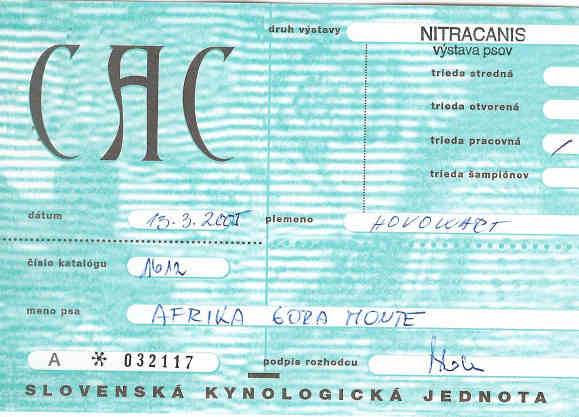 CAC
druh výstavy NITRACANIS
výstava psov
trieda stredná
trieda otvorená
trieda pracovná /
trieda šampiónov
dátum 13.3.2005 plemeno HOVOWART
číslo katalógu 1612
meno psa AFRIKA GORA MONTE
A * 032117 podpis rozhodcu
SLOVENSKÁ KYNOLOGICKÁ JEDNOTA